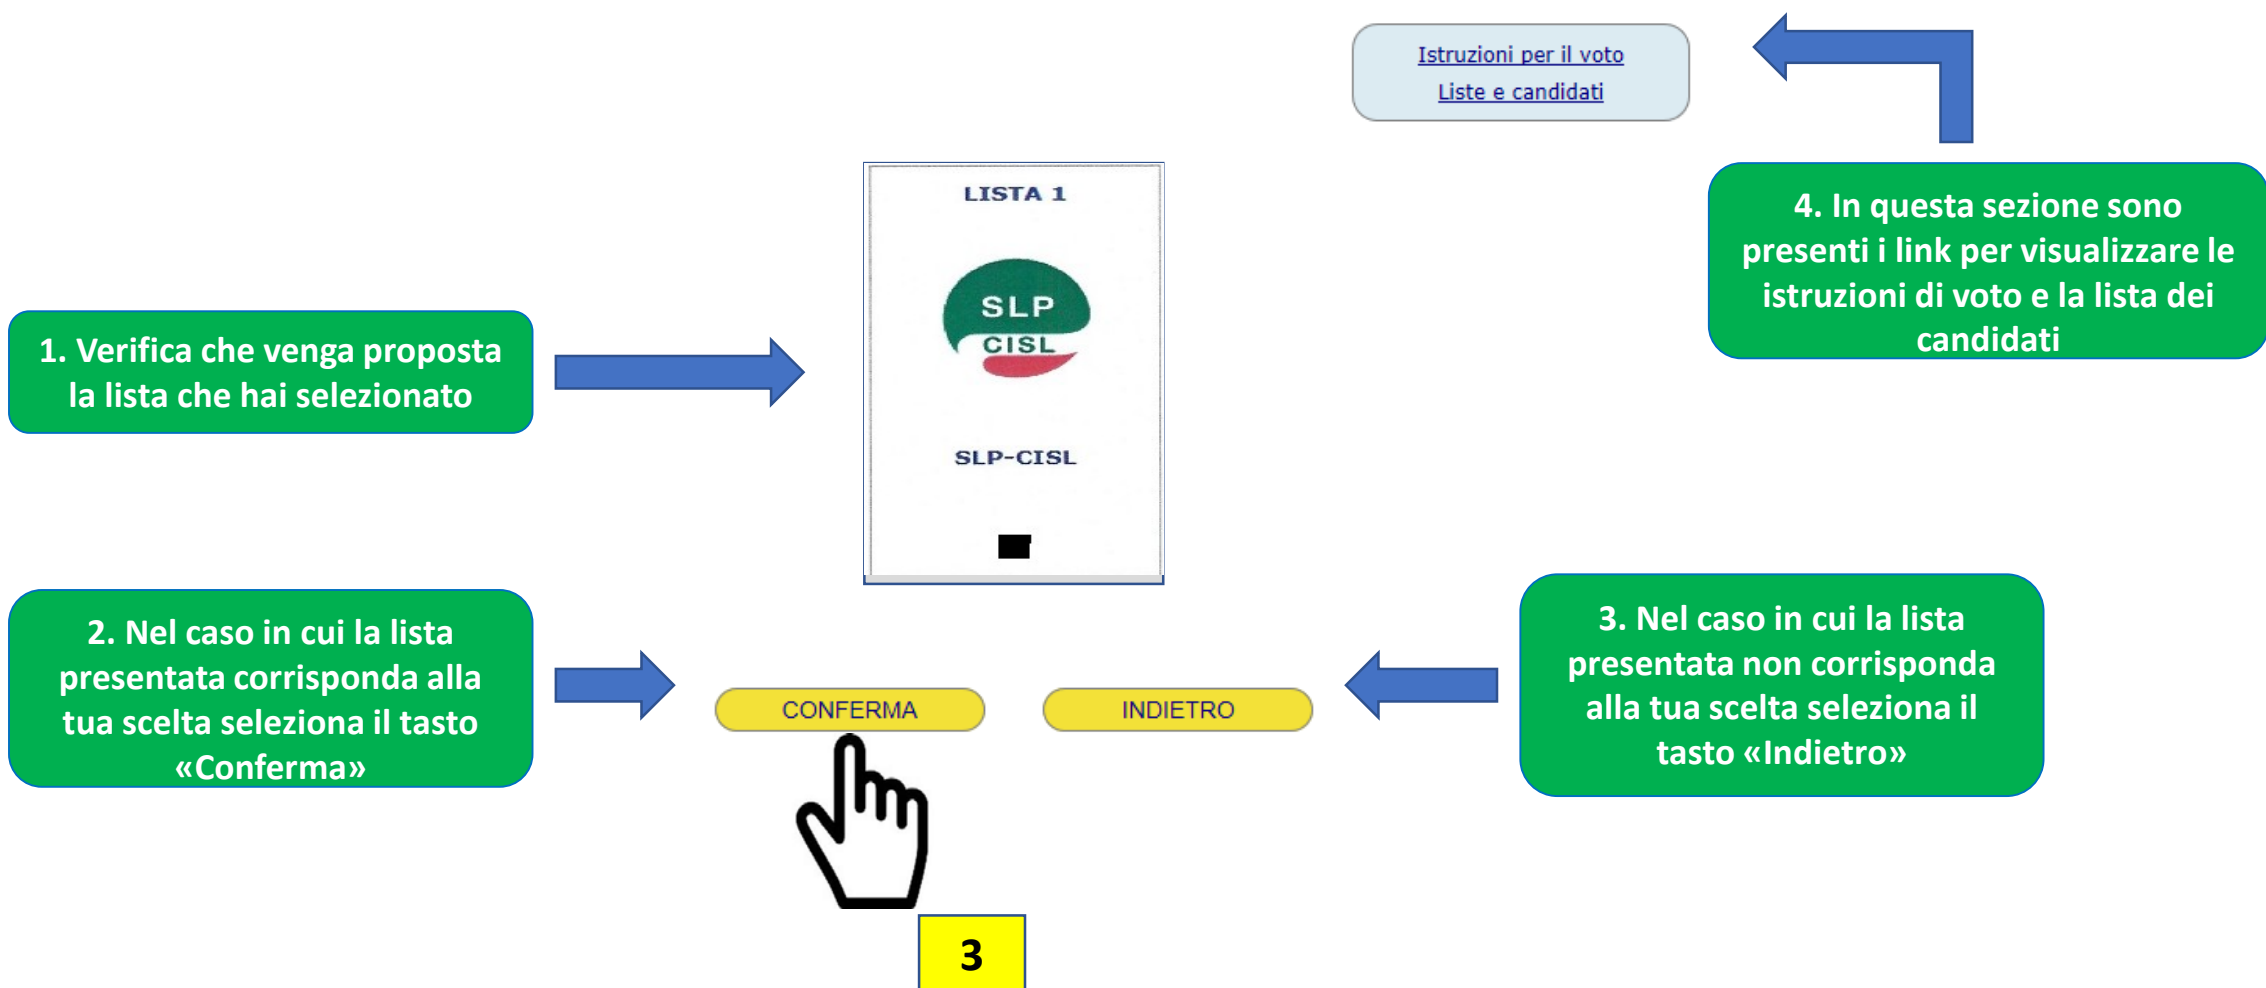 Istruzioni per il voto
Liste e candidati
4. In questa sezione sono
presenti i link per visualizzare le
istruzioni di voto e la lista dei
candidati
LISTA 1
SLP
CISL
SLP-CISL
1. Verifica che venga proposta
la lista che hai selezionato
2. Nel caso in cui la lista
presentata corrisponda alla
tua scelta seleziona il tasto
«Conferma»
CONFERMA
INDIETRO
3. Nel caso in cui la lista
presentata non corrisponda
alla tua scelta seleziona il
tasto «Indietro»
3